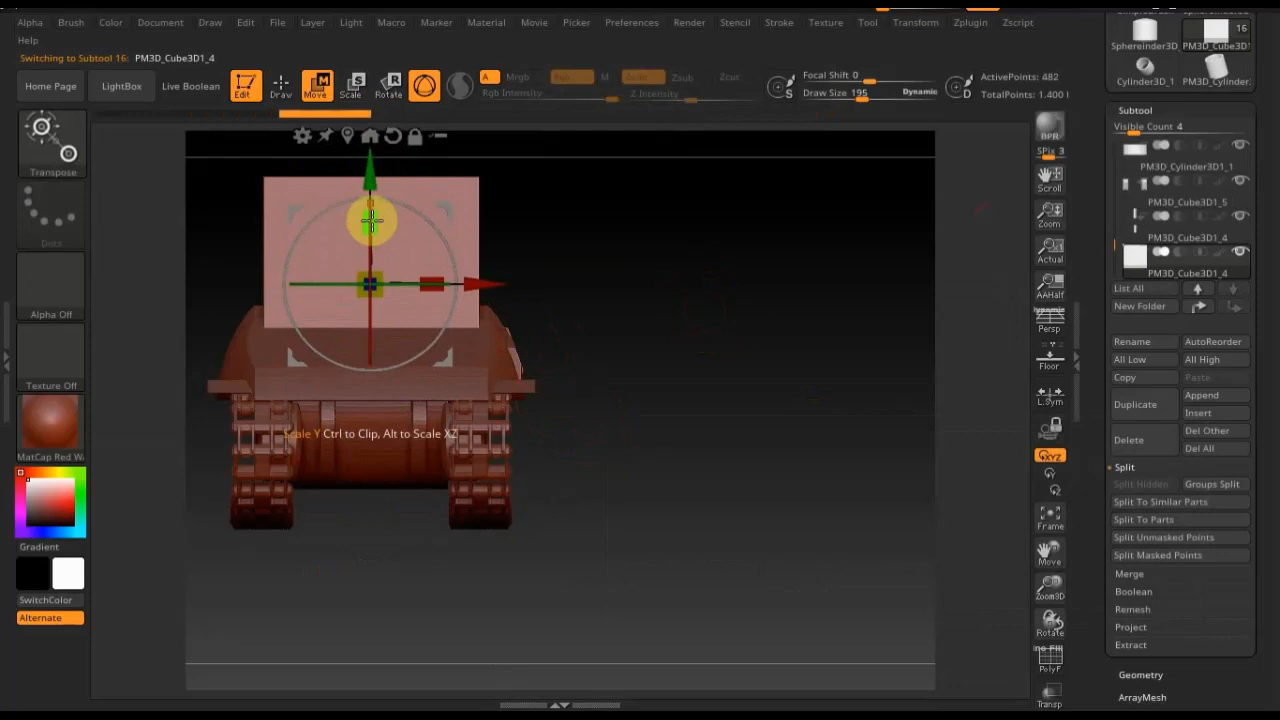 Alpha Brush Color Document Draw Edit File Layer Light Macro Marker Material Movie Picker Preferences Render Stencil Stroke Texture Tool Transform Zplugin Zscript
Help
Switching to Subtool 16: PM3D_Cube3D1_4
Home Page LightBox Live Boolean Edit Draw Move Scale Rotate A Mrgb Rgb M Zadd Zsub Zcut
Rgb Intensity Z Intensity
S Focal Shift 0
Draw Size 195 Dynamic
D ActivePoints: 482
TotalPoints: 1.400
Sphereinder3D PM3D_Cube3D
16
Cylinder3D_1 PM3D_Cylinder
Transpose
Dots
Alpha Off
Texture Off
MatCap Red Wa
Gradient
SwitchColor
Alternate
Scale Y Ctrl to Clip, Alt to Scale XZ
BPR
SPix 3
Scroll
Zoom
Actual
AAHalf
Dynamic
Persp
Floor
L.Sym
XYZ
Y
Z
Frame
Move
Zoom3D
Rotate
PolyF
Transp
Subtool
Visible Count 4
PM3D_Cylinder3D1_1
PM3D_Cube3D1_5
PM3D_Cube3D1_4
PM3D_Cube3D1_4
List All
New Folder
Rename AutoReorder
All Low All High
Copy Paste
Duplicate Append
Insert
Delete Del Other
Del All
Split
Split Hidden Groups Split
Split To Similar Parts
Split To Parts
Split Unmasked Points
Split Masked Points
Merge
Boolean
Remesh
Project
Extract
Geometry
ArrayMesh